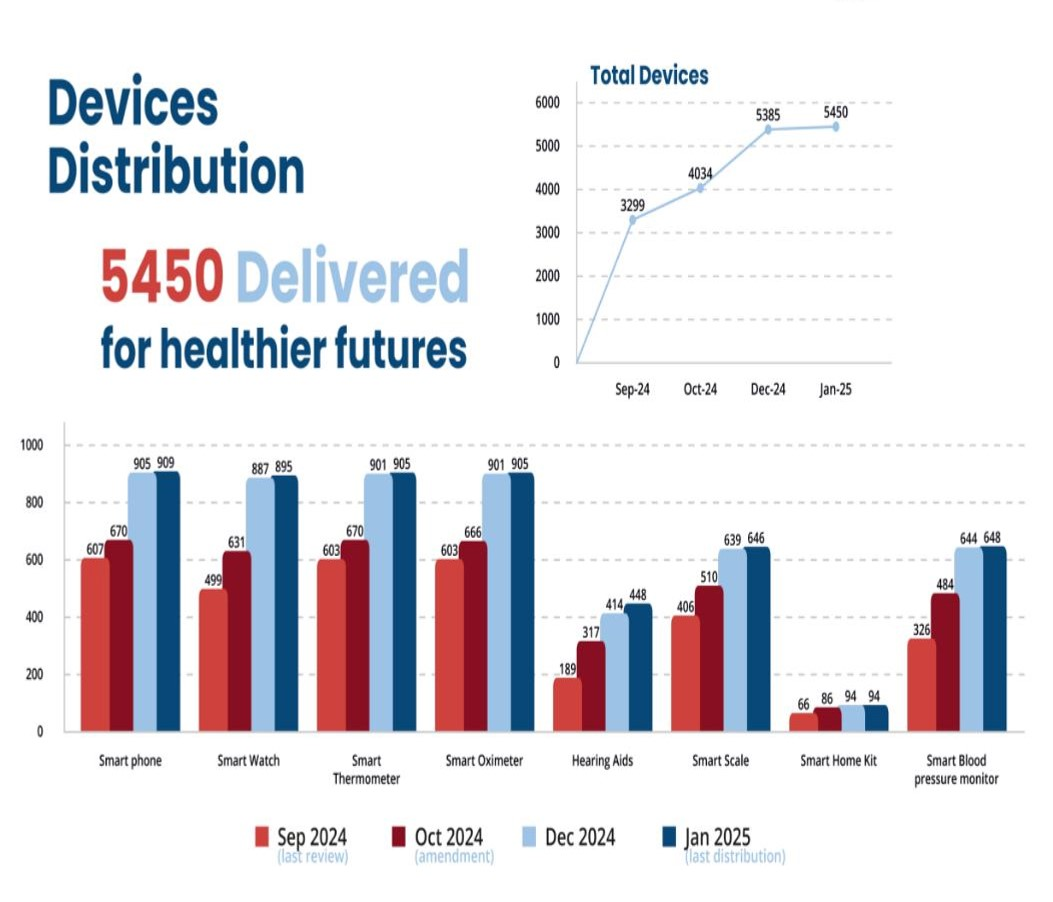 Devices
Distribution
5450 Delivered
for healthier futures
Total Devices
6000
5000
4000
3000
2000
1000
0
3299
4034
5385
5450
Sep-24 Oct-24 Dec-24 Jan-25
1000
800
600
400
200
0
607 670 905 909
499 631 887 895
603 670 901 905
603 666 901 905
189 317 414 448
406 510 639 646
66 86 94 94
326 484 644 648
Smart phone
Smart Watch
Smart
Thermometer
Smart Oximeter
Hearing Aids
Smart Scale
Smart Home Kit
Smart Blood
pressure monitor
Sep 2024
(last review)
Oct 2024
(amendment)
Dec 2024
Jan 2025
(last distribution)